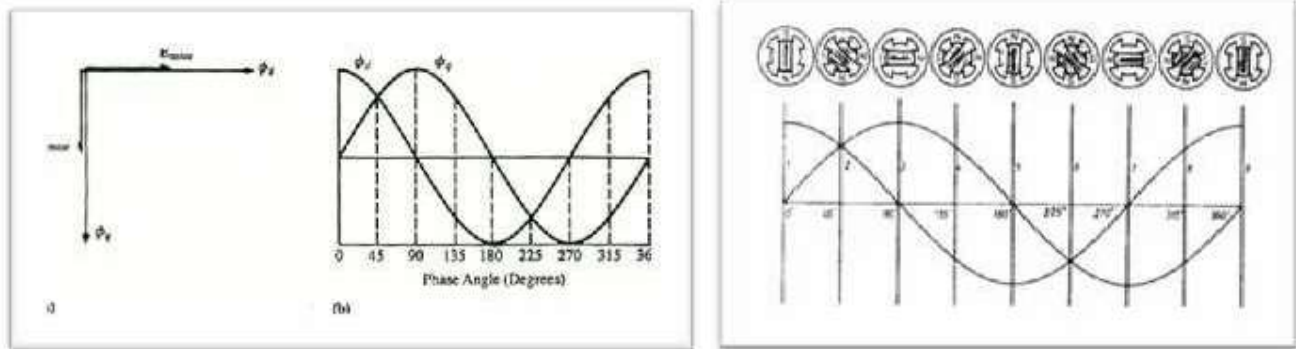 ϕd
ϕq
ϕd ϕq
0 45 90 135 180 225 270 315 36
Phase Angle (Degrees)
(b)
1 2 3 4 5 6 7 8 9
0° 45 90 135 180 225° 270° 315° 360°